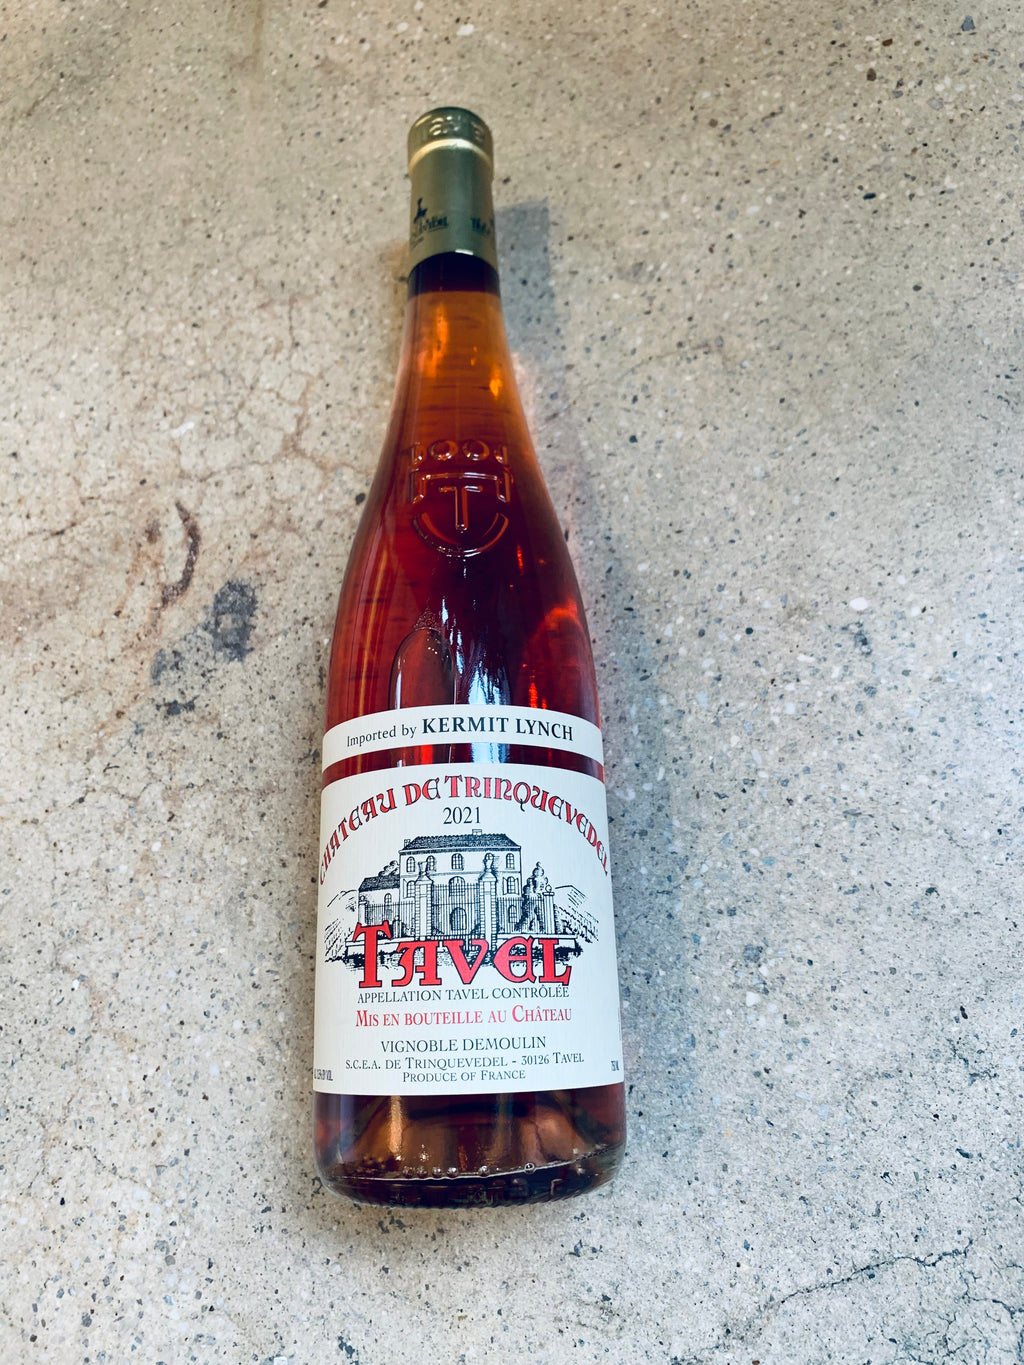 Imported by KERMIT LYNCH
CHATEAU DE TRINQUEVEDEL
2021
TAVEL
APPELLATION TAVEL CONTRÔLÉE
MIS EN BOUTEILLE AU CHÂTEAU
VIGNOBLE DEMOULIN
S.C.E.A. DE TRINQUEVEDEL - 30126 TAVEL
PRODUCE OF FRANCE